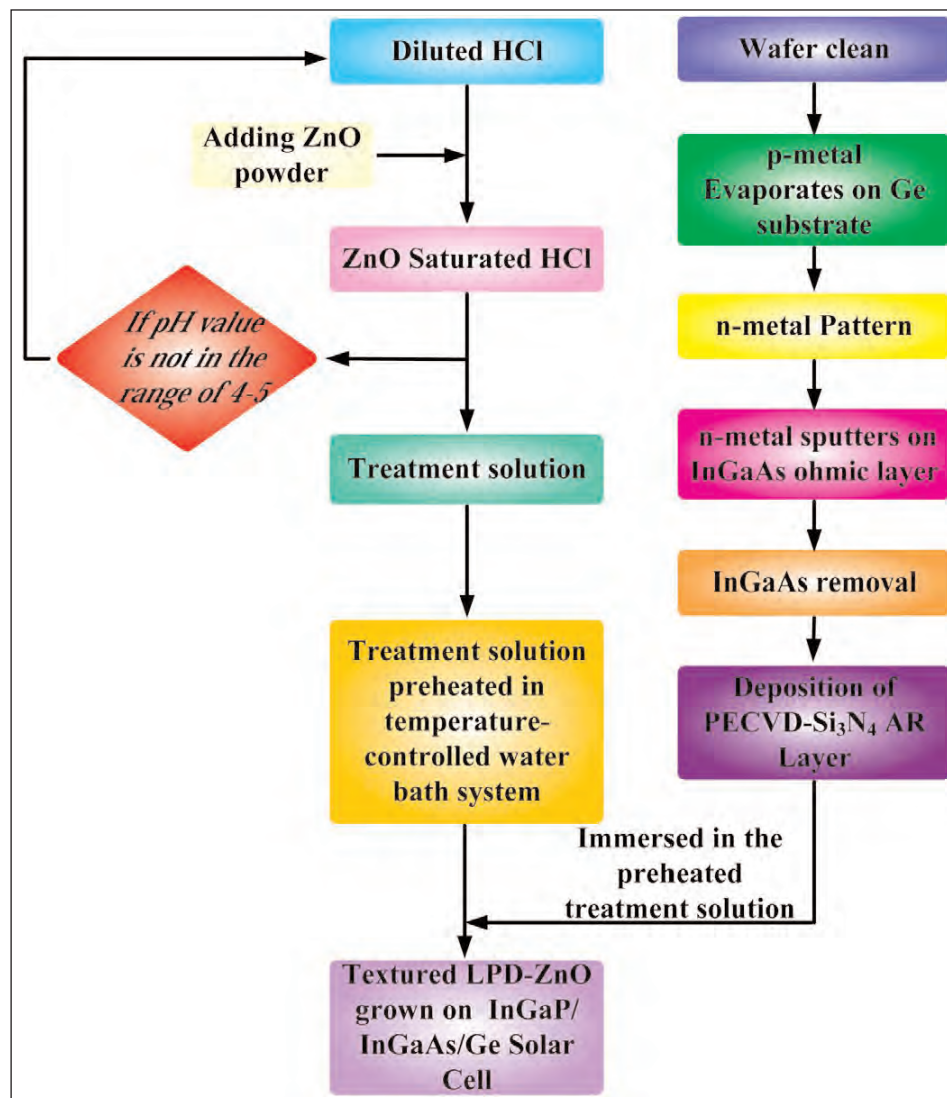 Diluted HCl
Adding ZnO
powder
ZnO Saturated HCl
If pH value
is not in the
range of 4-5
Treatment solution
Treatment solution
preheated in
temperature-
controlled water
bath system
Wafer clean
p-metal
Evaporates on Ge
substrate
n-metal Pattern
n-metal sputters on
InGaAs ohmic layer
InGaAs removal
Deposition of
PECVD-Si₃N₄ AR
Layer
Immersed in the
preheated
treatment solution
Textured LPD-ZnO
grown on InGaP/
InGaAs/Ge Solar
Cell